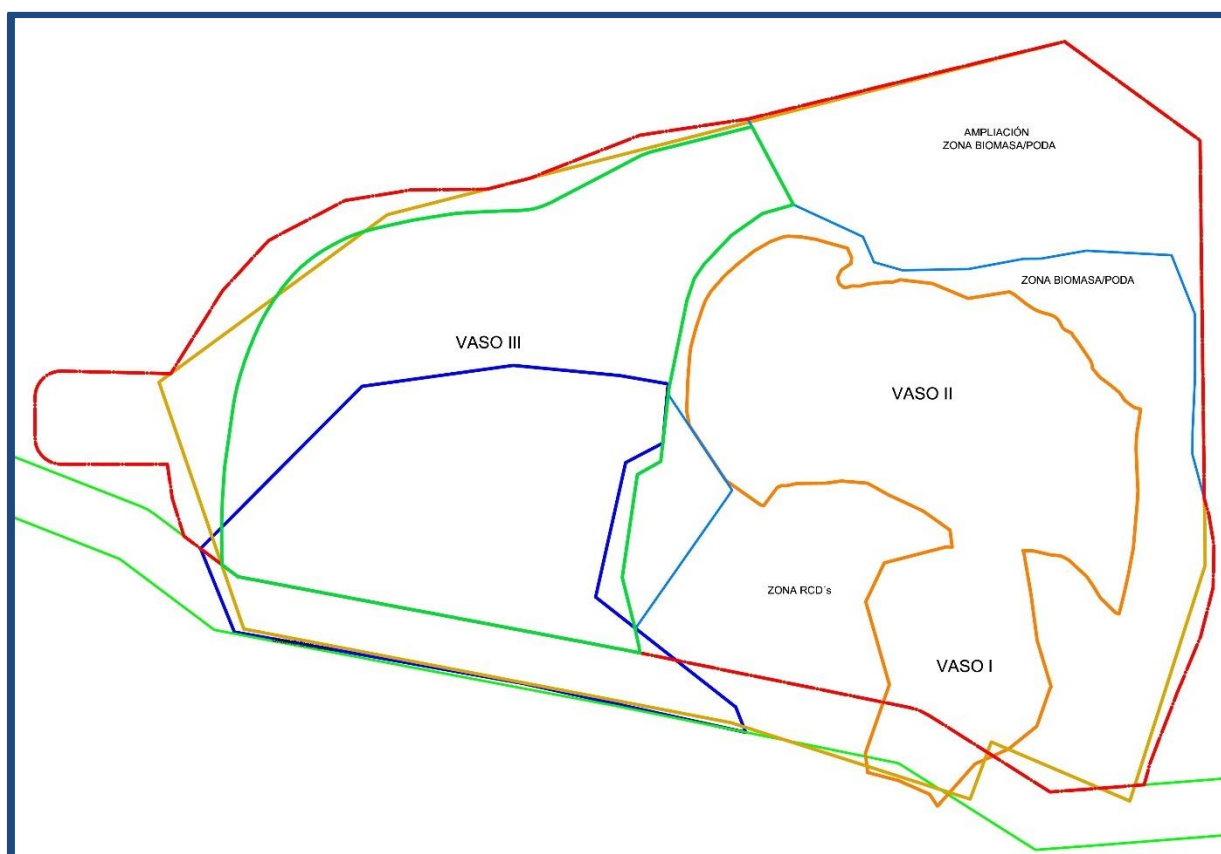 AMPLIACIÓN
ZONA BIOMASA/PODA
ZONA BIOMASA/PODA
VASO III
VASO II
ZONA RCD´s
VASO I